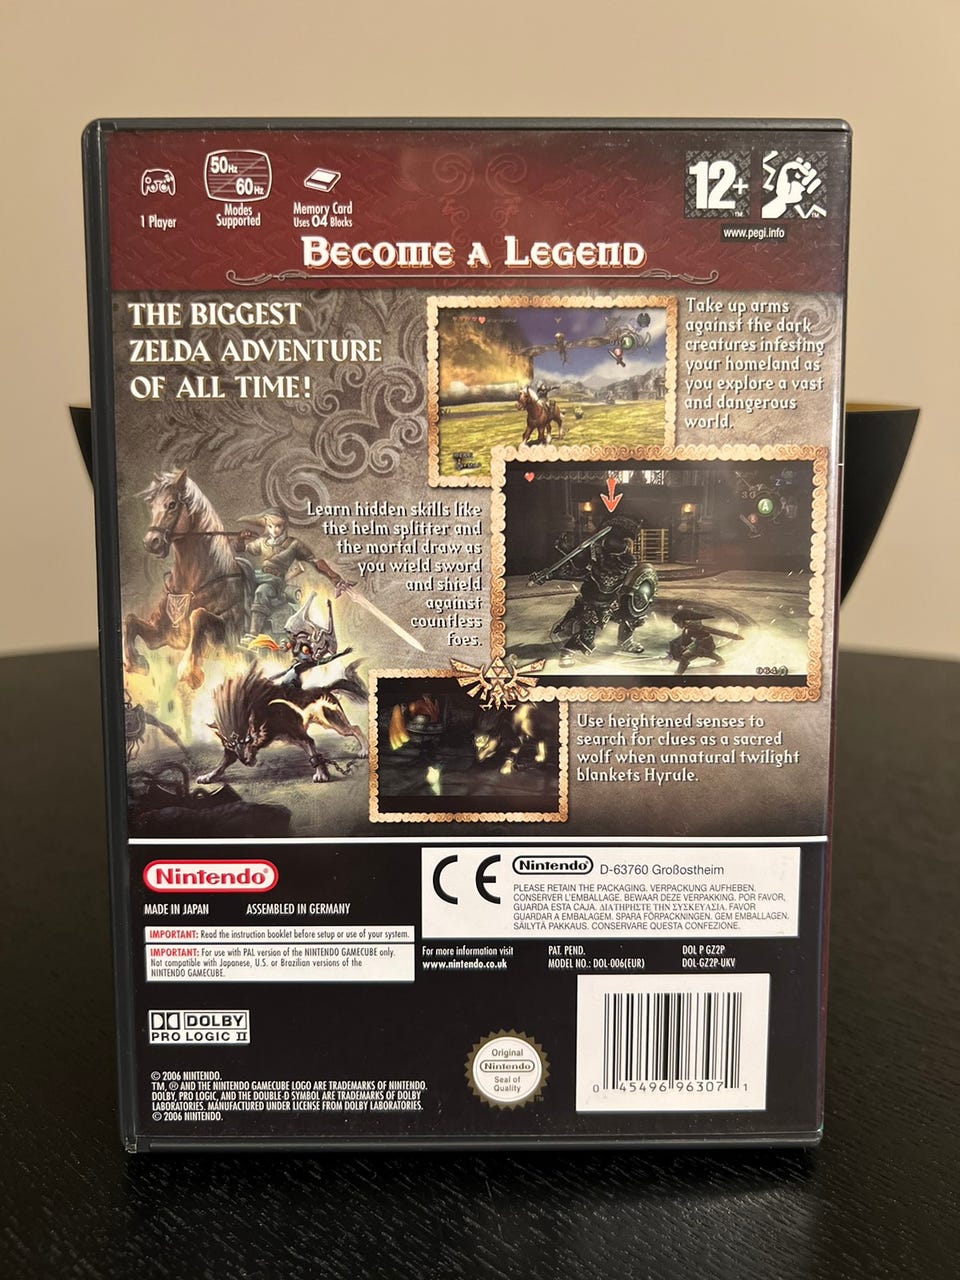 50Hz
60Hz
Modes
Supported
1 Player
Memory Card
Uses 04 Blocks
12+
www.pegi.info
BECOME A LEGEND
THE BIGGEST
ZELDA ADVENTURE
OF ALL TIME!
Take up arms
against the dark
creatures infesting
your homeland as
you explore a vast
and dangerous
world.
Learn hidden skills like
the helm splitter and
the mortal draw as
you wield sword
and shield
against
countless
foes.
A
064
Use heightened senses to
search for clues as a sacred
wolf when unnatural twilight
blankets Hyrule.
Nintendo®
MADE IN JAPAN ASSEMBLED IN GERMANY
IMPORTANT: Read the instruction booklet before setup or use of your system.
IMPORTANT: For use with PAL version of the NINTENDO GAMECUBE only.
Not compatible with Japanese, U.S. or Brazilian versions of the
NINTENDO GAMECUBE.
CE Nintendo® D-63760 Großostheim
PLEASE RETAIN THE PACKAGING. VERPACKUNG AUFHEBEN.
CONSERVER L'EMBALLAGE. BEWAAR DEZE VERPAKKING. POR FAVOR,
GUARDA ESTA CAJA. ΔΙΑΤΗΡΗΣΤΕ ΤΗΝ ΣΥΣΚΕΥΑΣΙΑ. FAVOR
GUARDAR A EMBALAGEM. SPARA FÖRPACKNINGEN. GEM EMBALLAGEN.
SÄILYTÄ PAKKAUS. CONSERVARE QUESTA CONFEZIONE.
For more information visit
www.nintendo.co.uk
PAT. PEND.
MODEL NO.: DOL-006(EUR)
DOL P GZ2P
DOL-GZ2P-UKV
DOLBY
PRO LOGIC II
Original
Nintendo
Seal of
Quality
TM
0 45496 96307 1
© 2006 NINTENDO.
TM, ® AND THE NINTENDO GAMECUBE LOGO ARE TRADEMARKS OF NINTENDO.
DOLBY, PRO LOGIC, AND THE DOUBLE-D SYMBOL ARE TRADEMARKS OF DOLBY
LABORATORIES. MANUFACTURED UNDER LICENSE FROM DOLBY LABORATORIES.
© 2006 NINTENDO.